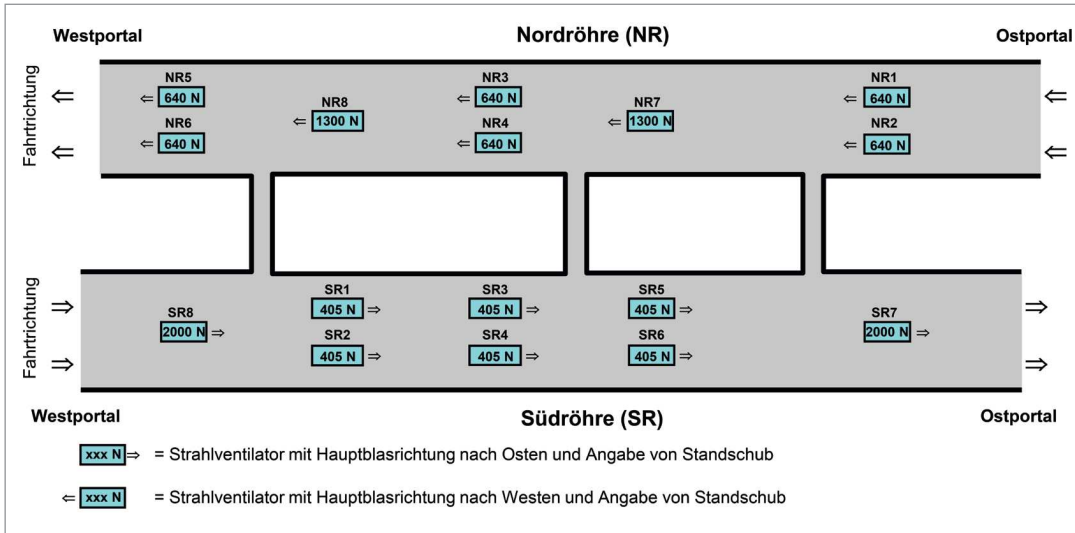 Westportal
Nordröhre (NR)
Ostportal
Fahrtrichtung
NR5
640 N
NR6
640 N
NR8
1300 N
NR3
640 N
NR4
640 N
NR7
1300 N
NR1
640 N
NR2
640 N
Fahrtrichtung
SR8
2000 N
SR1
405 N
SR2
405 N
SR3
405 N
SR4
405 N
SR5
405 N
SR6
405 N
SR7
2000 N
Westportal
Südröhre (SR)
Ostportal
xxx N ⇒ = Strahlventilator mit Hauptblasrichtung nach Osten und Angabe von Standschub
⇐ xxx N = Strahlventilator mit Hauptblasrichtung nach Westen und Angabe von Standschub